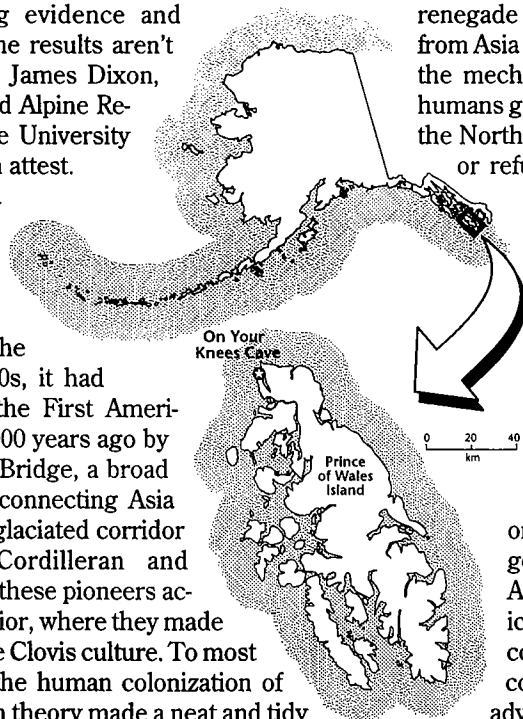 g evidence and
ne results aren't
James Dixon,
d Alpine Re-
e University
n attest.
he
0s, it had
the First Ameri-
00 years ago by
Bridge, a broad
connecting Asia
glaciated corridor
Cordilleran and
these pioneers ac-
ior, where they made
e Clovis culture. To most
the human colonization of
n theory made a neat and tidy
renegade
from Asia
the mech
humans g
the North
or refu
On Your
Knees Cave
Prince
of Wales
Island
0 20 40
km
or
ge
A
ic
co
co
adv